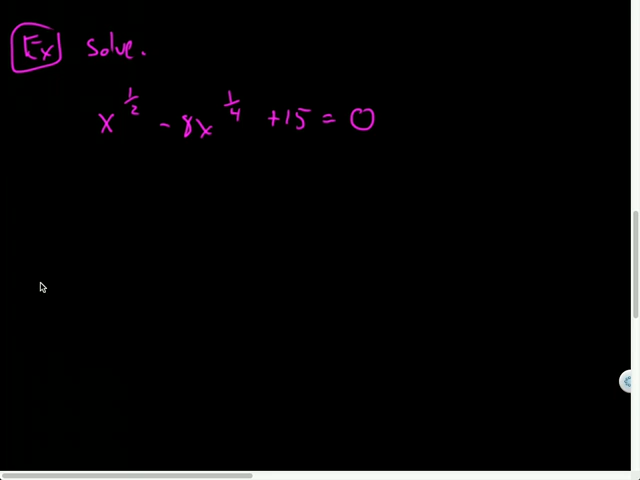 Ex solve.
x^{1/2} - 8x^{1/4} +15 = 0